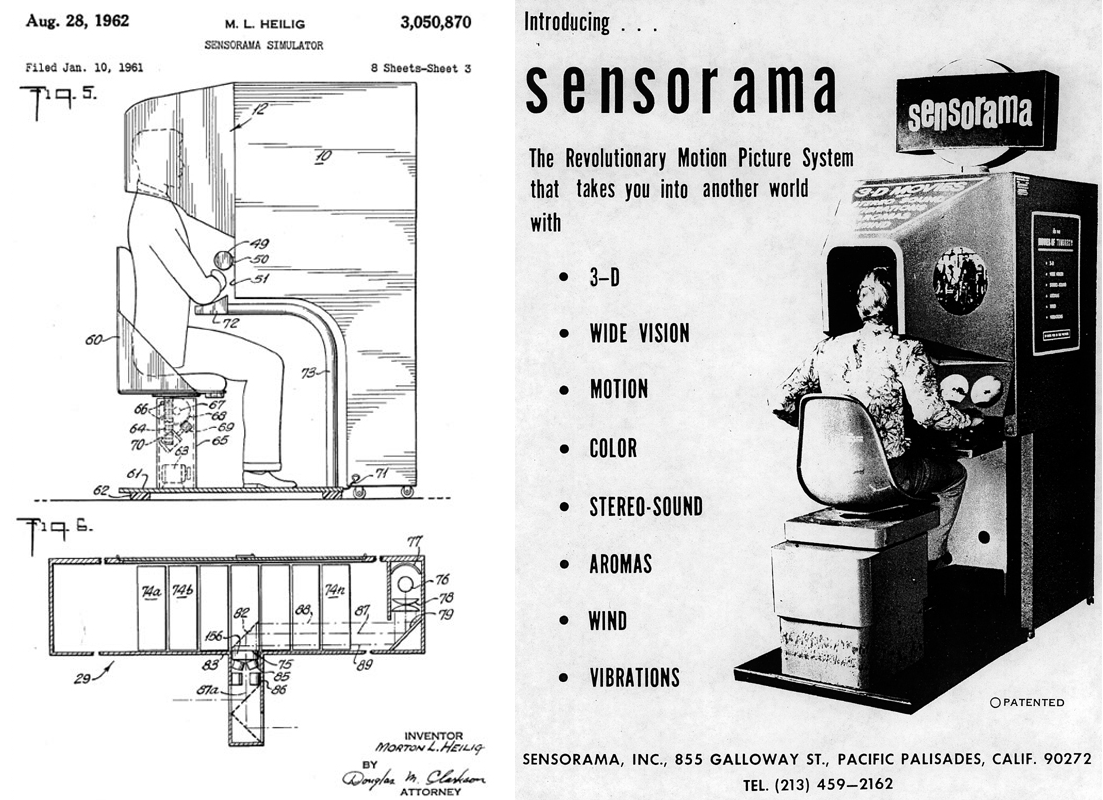 Aug. 28, 1962
M. L. HEILIG
3,050,870
SENSORAMA SIMULATOR
Filed Jan. 10, 1961
8 Sheets-Sheet 3
Fig. 5.
12
10
49
50
51
72
60
73
66
67
68
64
69
70
65
63
61
62
71
Fig. 6.
77
74a
74b
74n
76
78
79
82
88
87
156
83
75
89
85
86
29
87a
INVENTOR
MORTON L. HEILIG
BY
Douglas M. Clarkson
ATTORNEY
Introducing . . .
sensorama
The Revolutionary Motion Picture System
that takes you into another world
with
• 3-D
• WIDE VISION
• MOTION
• COLOR
• STEREO-SOUND
• AROMAS
• WIND
• VIBRATIONS
sensorama
3-D MOVIES
PATENTED
SENSORAMA, INC., 855 GALLOWAY ST., PACIFIC PALISADES, CALIF. 90272
TEL. (213) 459-2162